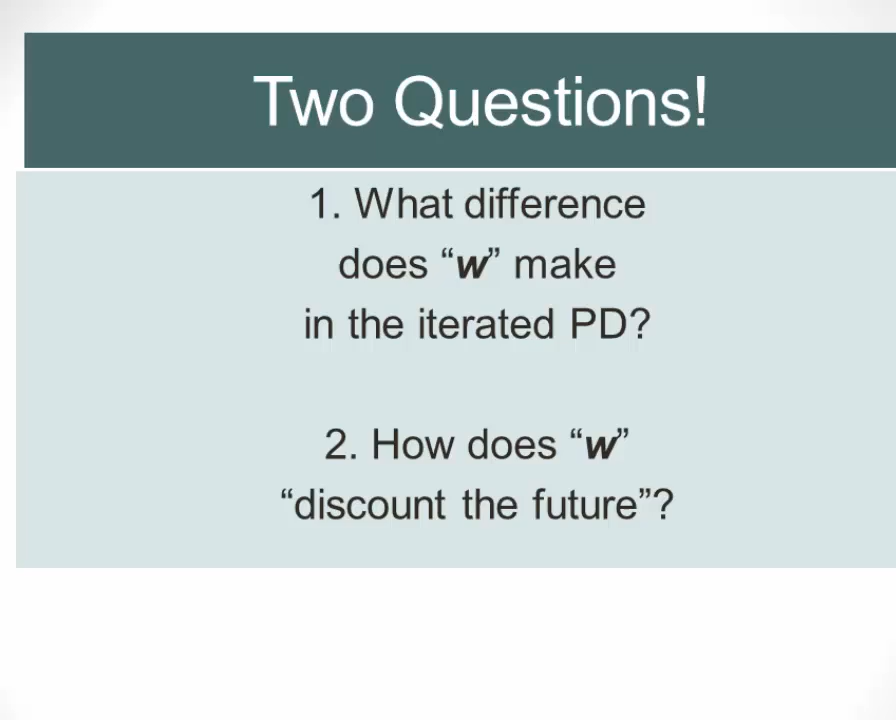 Two Questions!
1. What difference
does “w” make
in the iterated PD?
2. How does “w”
“discount the future”?